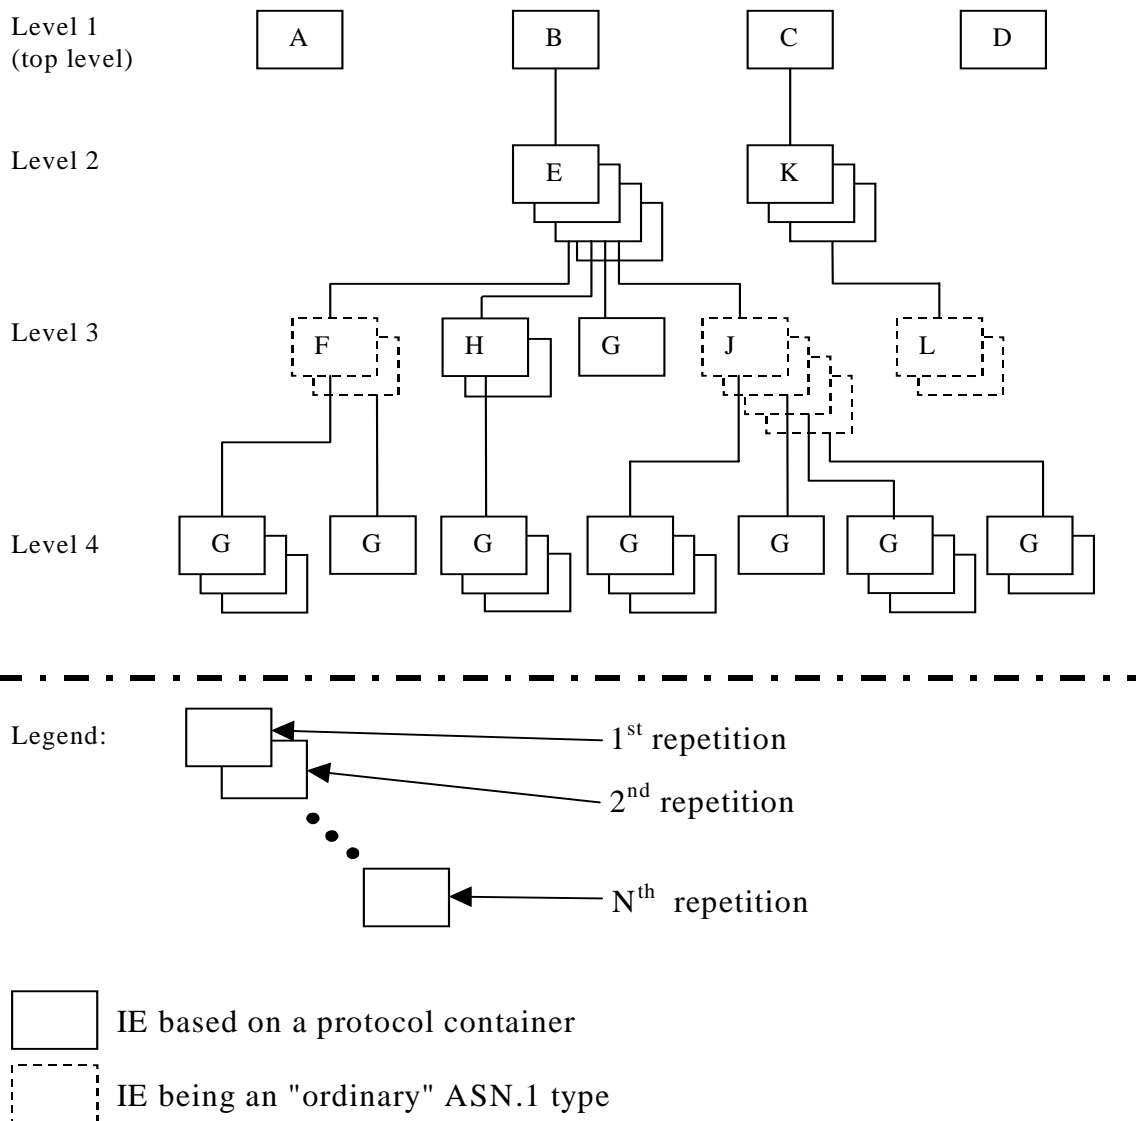 Level 1
(top level)
A
B
C
D
Level 2
E
K
Level 3
F
H
G
J
L
Level 4
G
G
G
G
G
G
G
Legend:
1st repetition
2nd repetition
Nth repetition
IE based on a protocol container
IE being an "ordinary" ASN.1 type